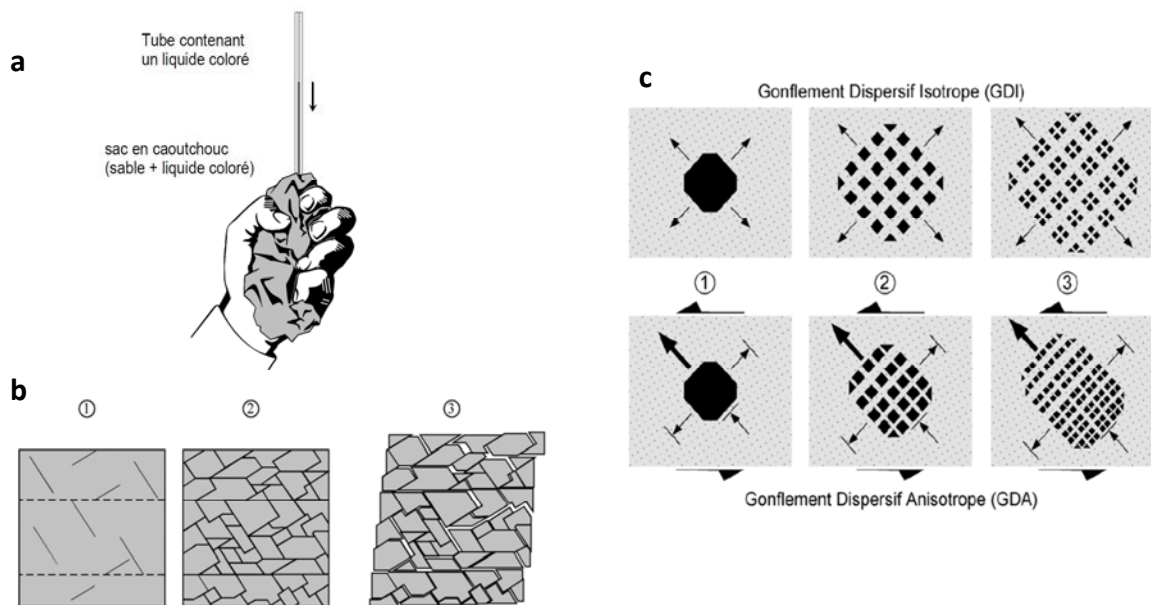 a
Tube contenant
un liquide coloré
sac en caoutchouc
(sable + liquide coloré)
b
① ② ③
c
Gonflement Dispersif Isotrope (GDI)
① ② ③
Gonflement Dispersif Anisotrope (GDA)